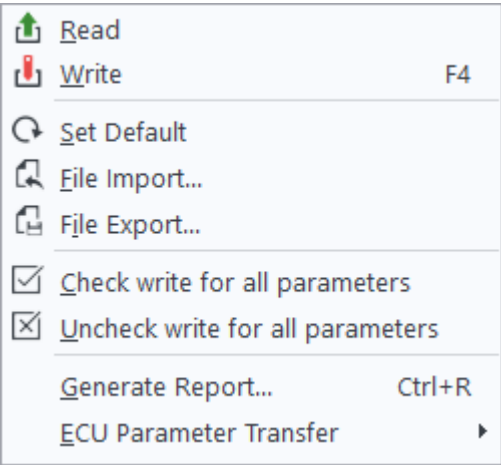 Read
Write F4
Set Default
File Import...
File Export...
Check write for all parameters
Uncheck write for all parameters
Generate Report... Ctrl+R
ECU Parameter Transfer